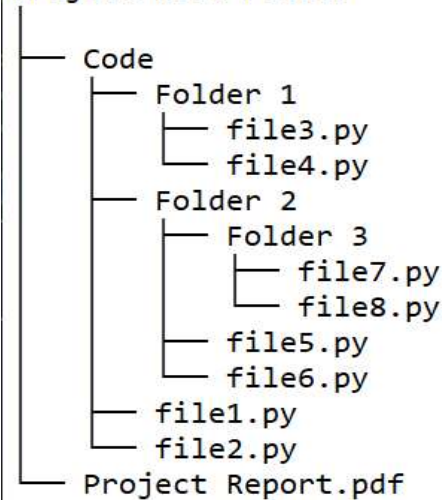 Code
Folder 1
file3.py
file4.py
Folder 2
Folder 3
file7.py
file8.py
file5.py
file6.py
file1.py
file2.py
Project Report.pdf